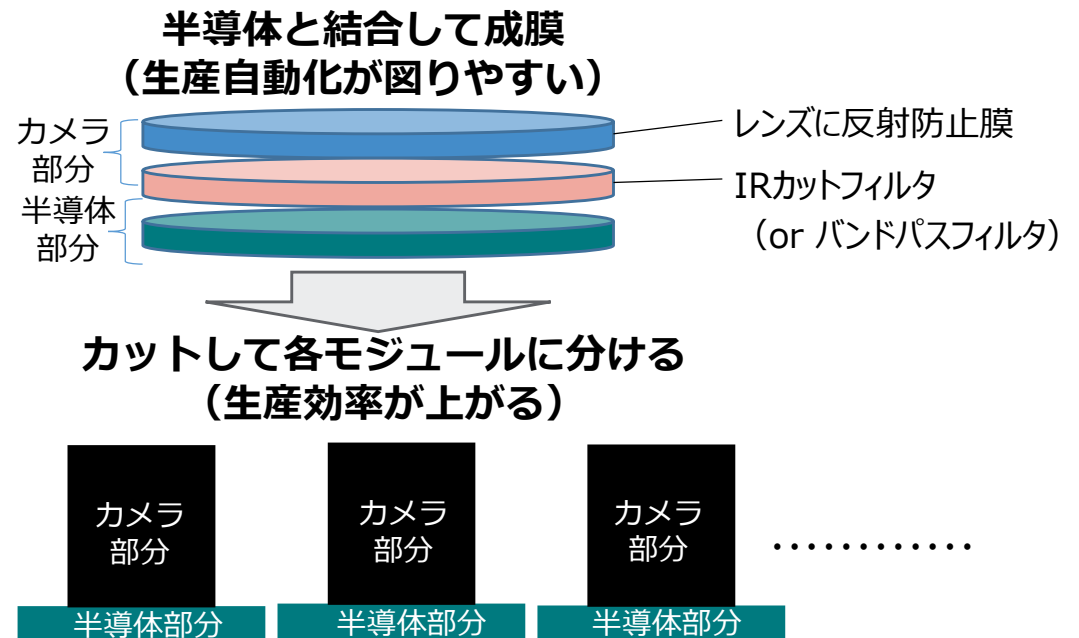 半導体と結合して成膜
（生産自動化が図りやすい）
カメラ
部分
半導体
部分
レンズに反射防止膜
IRカットフィルタ
（or バンドパスフィルタ）
カットして各モジュールに分ける
（生産効率が上がる）
カメラ
部分
半導体部分
カメラ
部分
半導体部分
カメラ
部分
半導体部分
…………